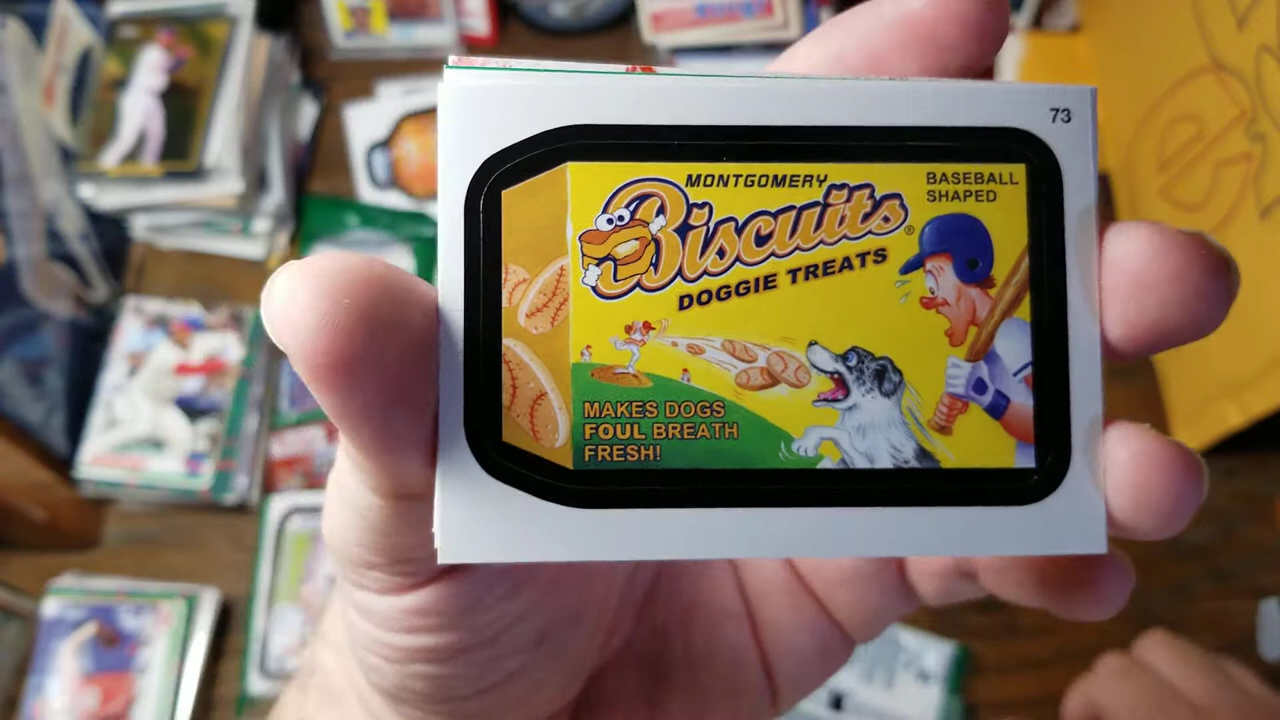 73
MONTGOMERY
Biscuits®
DOGGIE TREATS
BASEBALL
SHAPED
MAKES DOGS
FOUL BREATH
FRESH!